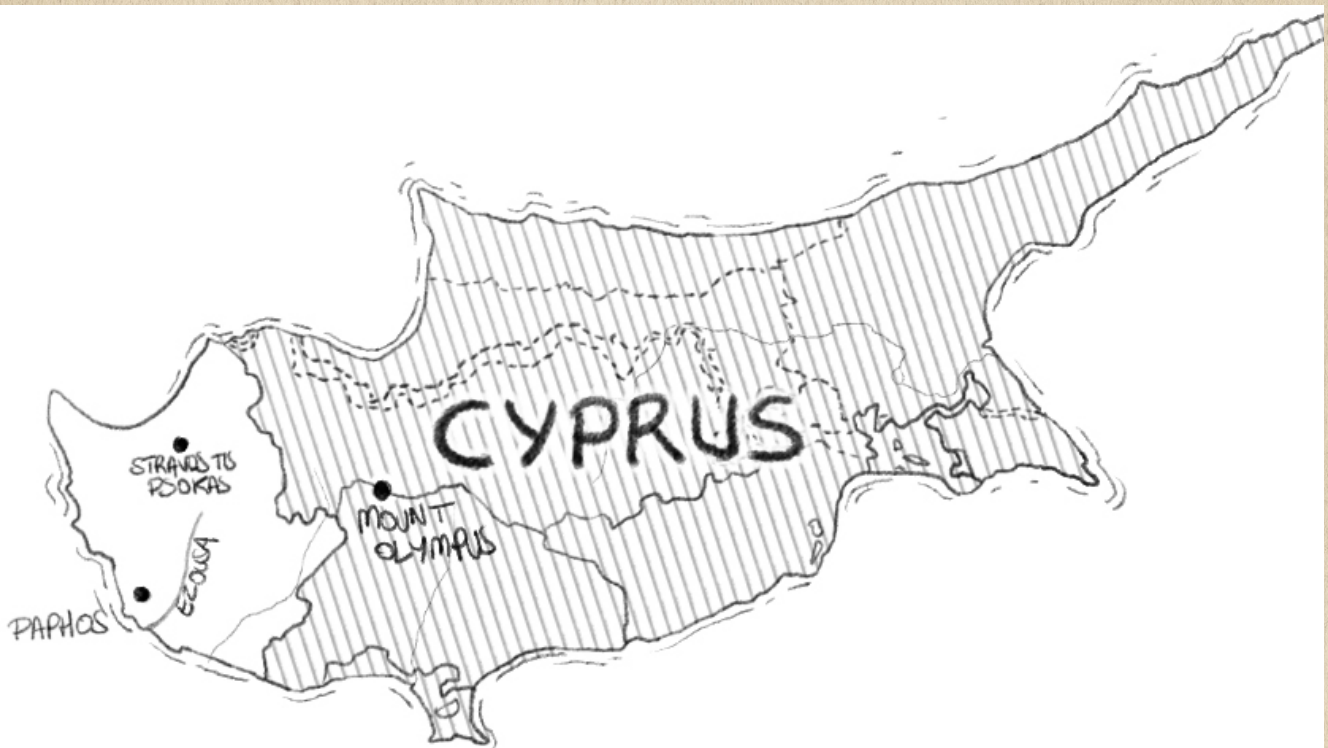 CYPRUS
STRAVOS TIS
PSOKAS
MOUNT
OLYMPUS
EZOUSA
PAPHOS